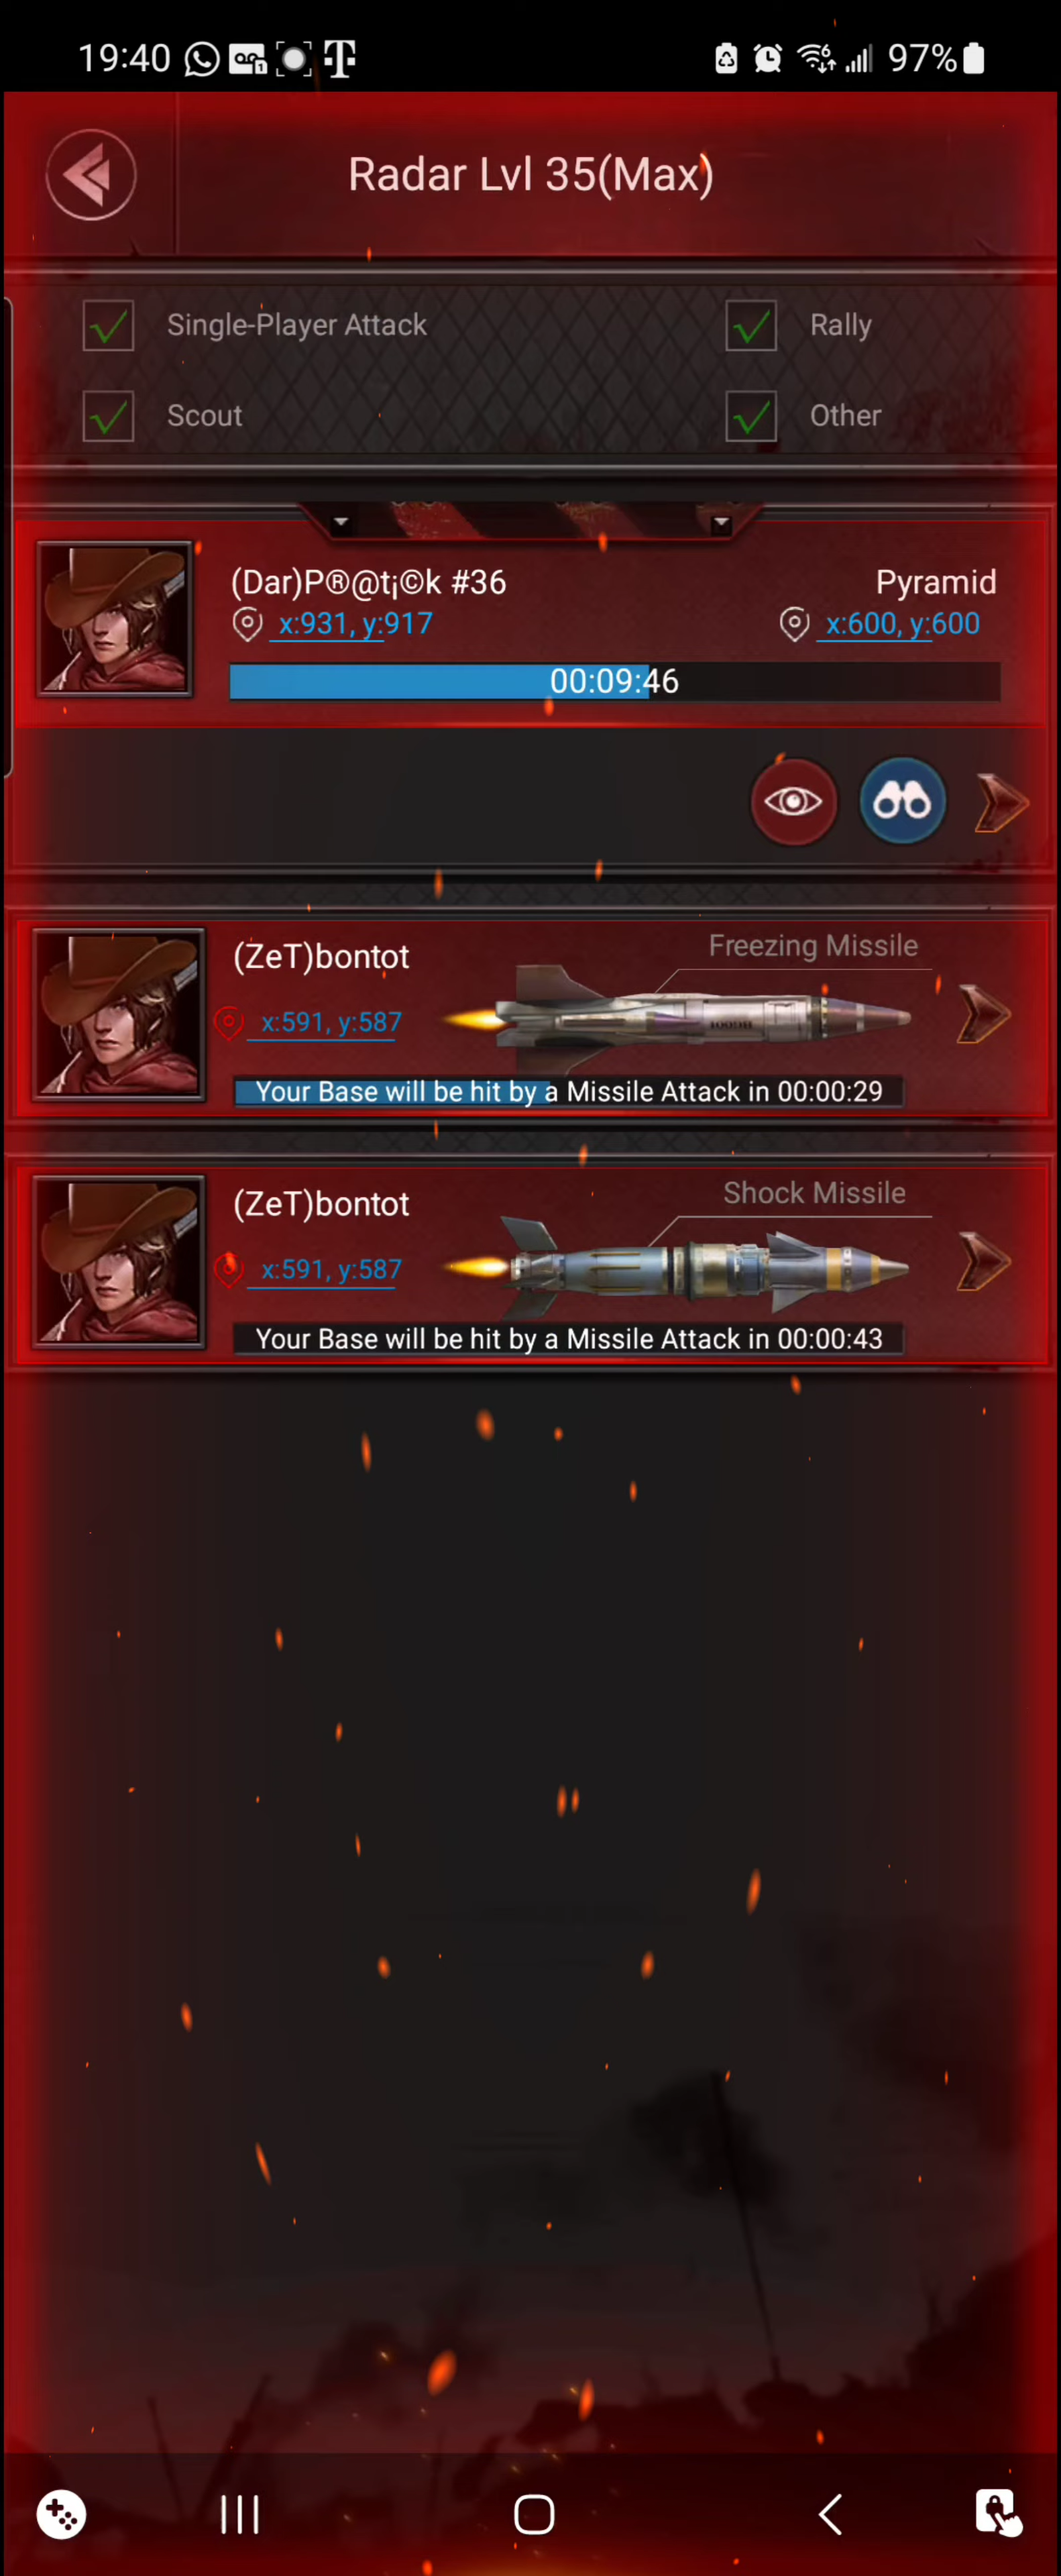 19:40 97%
Radar Lvl 35(Max)
Single-Player Attack Rally
Scout Other
(Dar)P®@t¡©k #36 Pyramid
x:931, y:917 x:600, y:600
00:09:46
(ZeT)bontot Freezing Missile
x:591, y:587
Your Base will be hit by a Missile Attack in 00:00:29
(ZeT)bontot Shock Missile
x:591, y:587
Your Base will be hit by a Missile Attack in 00:00:43